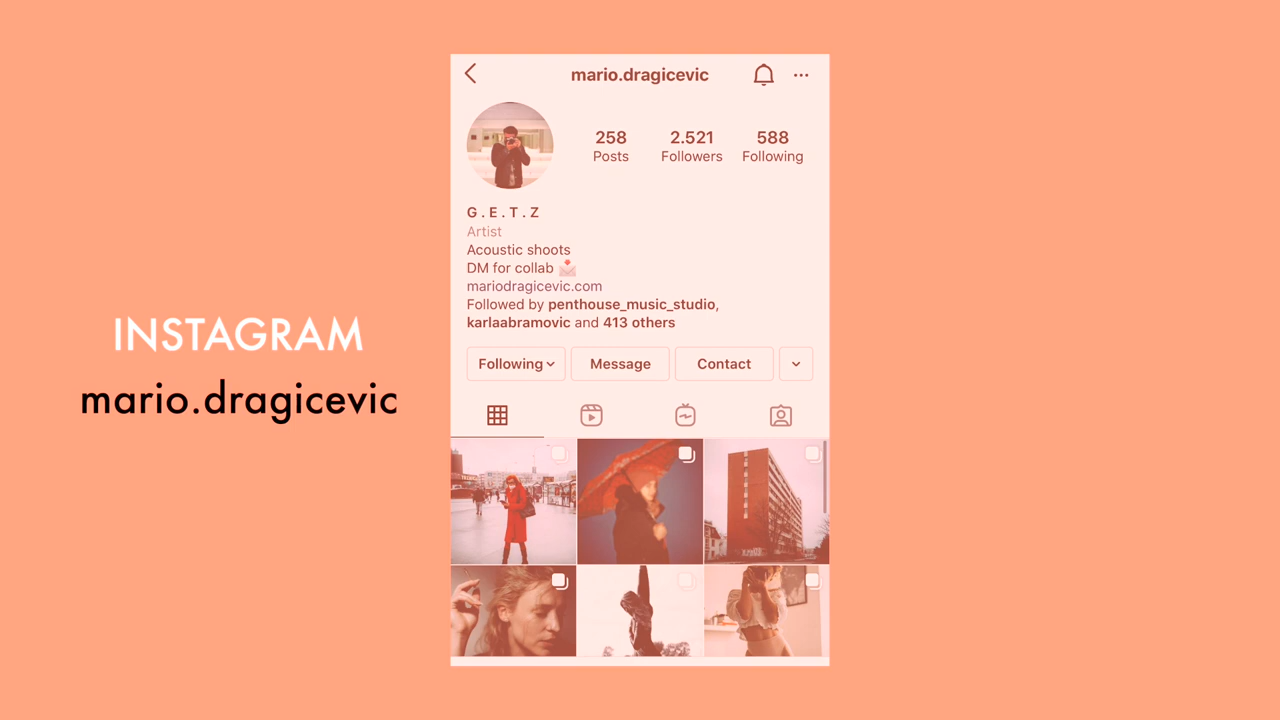 INSTAGRAM
mario.dragicevic
mario.dragicevic
258 2.521 588
Posts Followers Following
G.E.T.Z
Artist
Acoustic shoots
DM for collab 📩
mariodragicevic.com
Followed by penthouse_music_studio,
karlaabramovic and 413 others
Following Message Contact